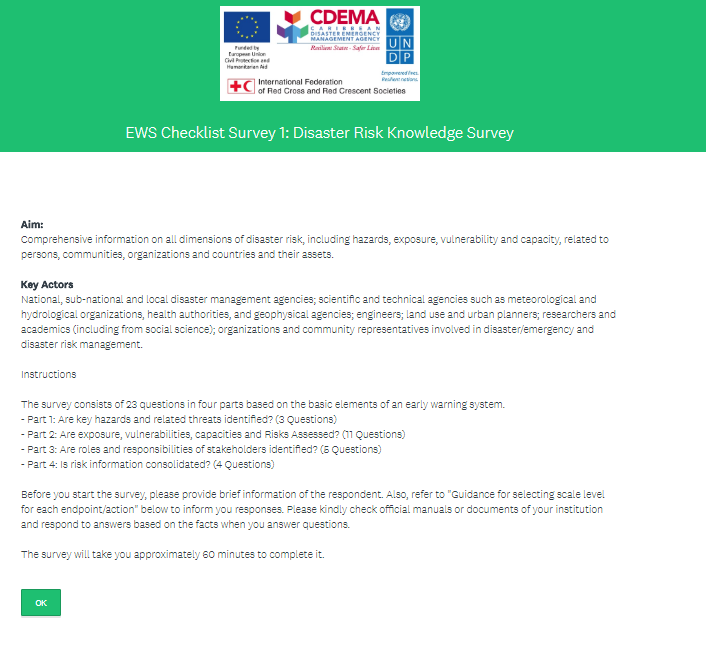 Funded by
European Union
Civil Protection and
Humanitarian Aid
CDEMA
CARIBBEAN
DISASTER EMERGENCY
MANAGEMENT AGENCY
Resilient States - Safer Lives
U N
D P
Empowered lives.
Resilient nations.
International Federation
of Red Cross and Red Crescent Societies
EWS Checklist Survey 1: Disaster Risk Knowledge Survey
Aim:
Comprehensive information on all dimensions of disaster risk, including hazards, exposure, vulnerability and capacity, related to
persons, communities, organizations and countries and their assets.
Key Actors
National, sub-national and local disaster management agencies; scientific and technical agencies such as meteorological and
hydrological organizations, health authorities, and geophysical agencies; engineers; land use and urban planners; researchers and
academics (including from social science); organizations and community representatives involved in disaster/emergency and
disaster risk management.
Instructions
The survey consists of 23 questions in four parts based on the basic elements of an early warning system.
- Part 1: Are key hazards and related threats identified? (3 Questions)
- Part 2: Are exposure, vulnerabilities, capacities and Risks Assessed? (11 Questions)
- Part 3: Are roles and responsibilities of stakeholders identified? (5 Questions)
- Part 4: Is risk information consolidated? (4 Questions)
Before you start the survey, please provide brief information of the respondent. Also, refer to "Guidance for selecting scale level
for each endpoint/action" below to inform you responses. Please kindly check official manuals or documents of your institution
and respond to answers based on the facts when you answer questions.
The survey will take you approximately 60 minutes to complete it.
OK